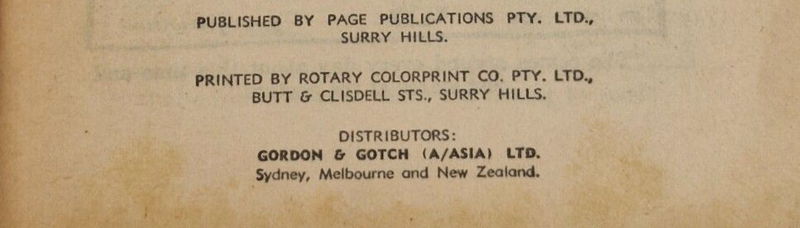 PUBLISHED BY PAGE PUBLICATIONS PTY. LTD.,
SURRY HILLS.
PRINTED BY ROTARY COLORPRINT CO. PTY. LTD.,
BUTT & CLISDELL STS., SURRY HILLS.
DISTRIBUTORS:
GORDON & GOTCH (A/ASIA) LTD.
Sydney, Melbourne and New Zealand.